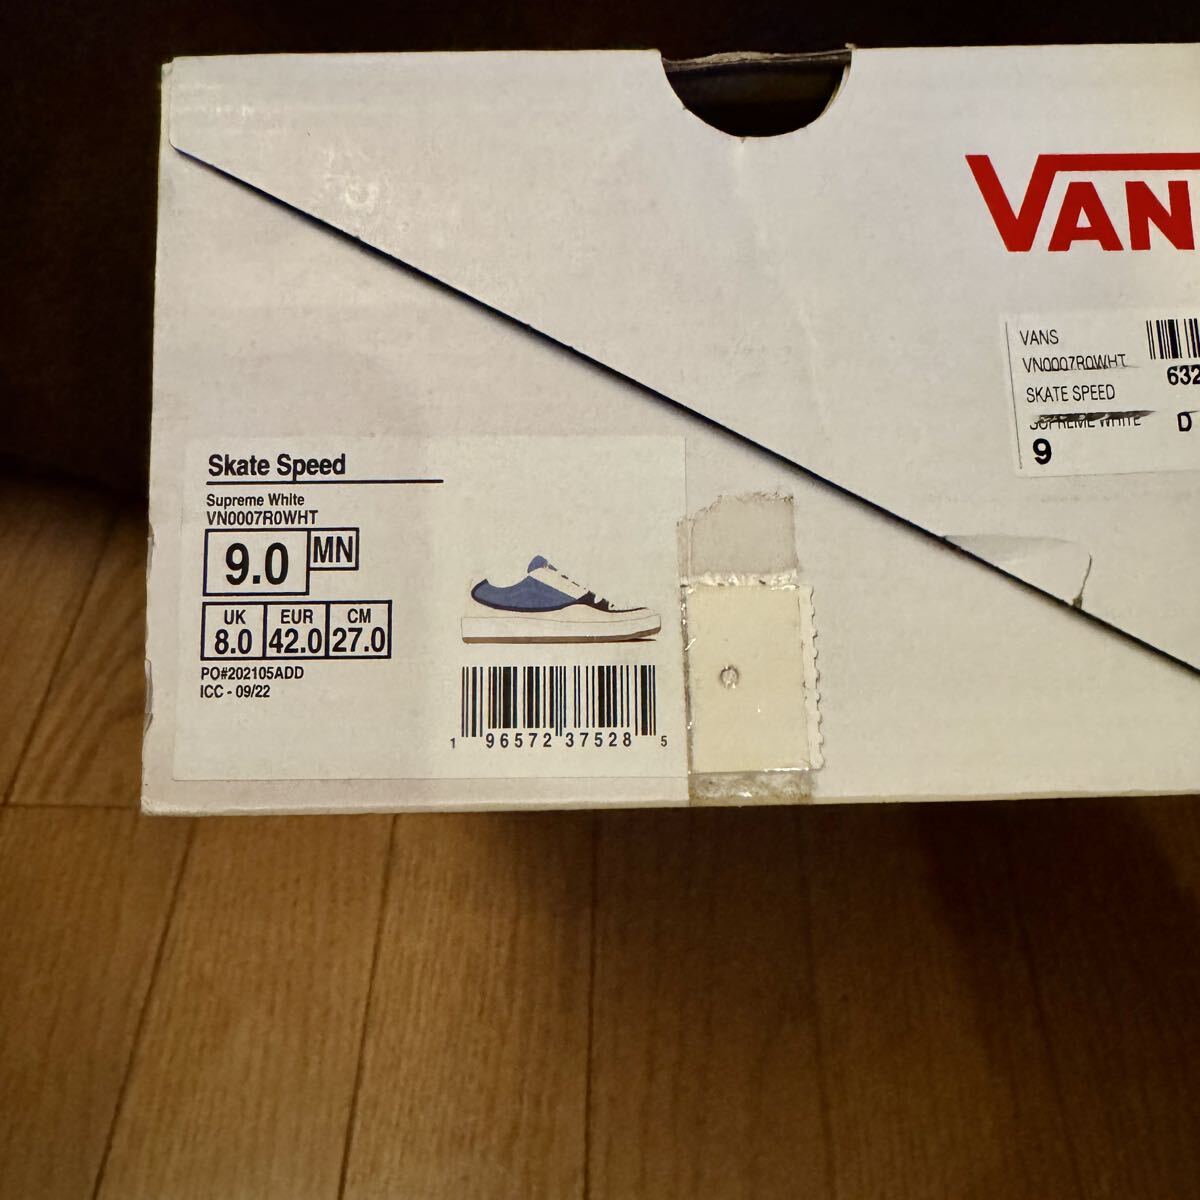 VANS
VANS
VN0007R0WHT
SKATE SPEED
SUPREME WHITE
632
9
D
Skate Speed
Supreme White
VN0007R0WHT
9.0 MN
UK EUR CM
8.0 42.0 27.0
PO#202105ADD
ICC - 09/22
1 96572 37528 5